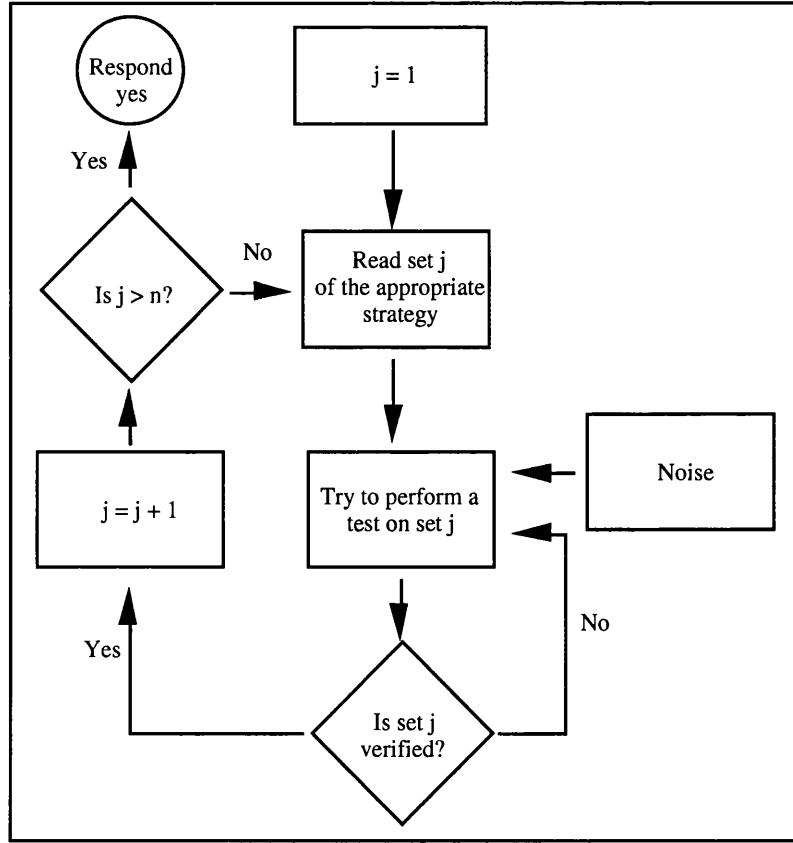 Respond
yes
j = 1
Yes
No
Is j > n?
Read set j
of the appropriate
strategy
j = j + 1
Try to perform a
test on set j
Noise
Yes
No
Is set j
verified?